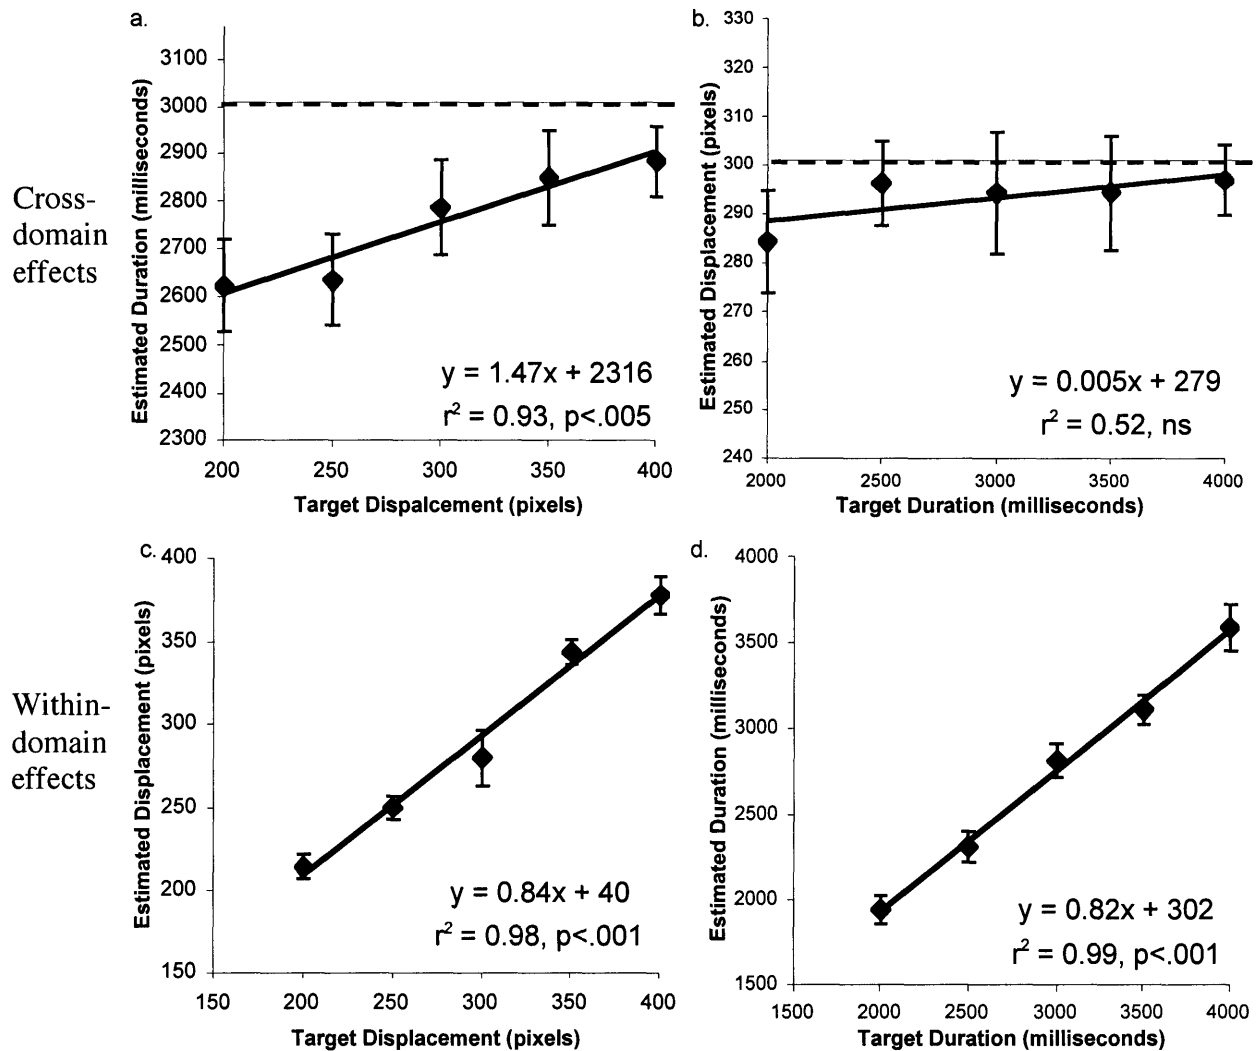 Cross-
domain
effects
a.
Estimated Duration (milliseconds)
3100
3000
2900
2800
2700
2600
2500
2400
2300
y = 1.47x + 2316
r² = 0.93, p<.005
200 250 300 350 400
Target Dispalcement (pixels)
b.
Estimated Displacement (pixels)
330
320
310
300
290
280
270
260
250
240
y = 0.005x + 279
r² = 0.52, ns
2000 2500 3000 3500 4000
Target Duration (milliseconds)
Within-
domain
effects
c.
Estimated Displacement (pixels)
400
350
300
250
200
150
y = 0.84x + 40
r² = 0.98, p<.001
150 200 250 300 350 400
Target Displacement (pixels)
d.
Estimated Duration (milliseconds)
4000
3500
3000
2500
2000
1500
y = 0.82x + 302
r² = 0.99, p<.001
1500 2000 2500 3000 3500 4000
Target Duration (milliseconds)